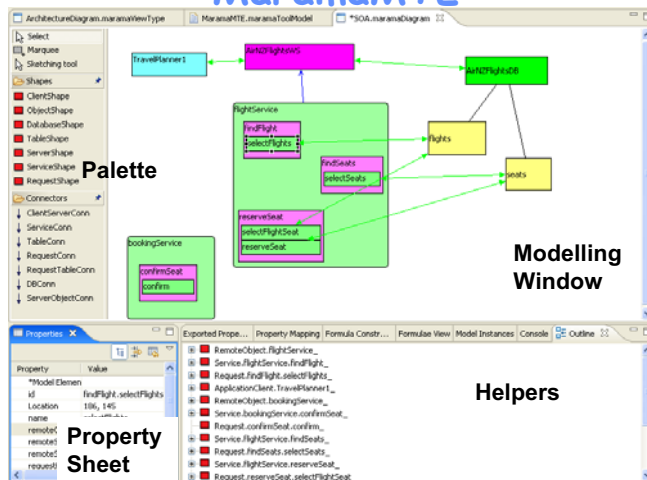 MaramaMTE
ArchitectureDiagram.maramaViewType
MaramaMTE.maramaToolModel
*SOA.maramaDiagram
Select
Marquee
Sketching tool
Shapes
ClientShape
ObjectShape
DatabaseShape
TableShape
ServerShape
ServiceShape
RequestShape
Palette
Connectors
ClientServerConn
ServiceConn
TableConn
RequestConn
RequestTableConn
DBConn
ServerObjectConn
TravelPlanner1
AirNZFlightsWS
AirNZFlightsDB
flightService
findFlight
selectFlights
flights
findSeats
selectSeats
seats
reserveSeat
selectFlightSeat
reserveSeat
bookingService
confirmSeat
confirm
Modelling
Window
Properties
Property Value
*Model Elemen
id findFlight.selectFlights
Location 186, 145
name selectFlights
Property
Sheet
Exported Prope... Property Mapping Formula Constr... Formulae View Model Instances Console Outline
RemoteObject.flightService_
Service.flightService.findFlight_
Request.findFlight.selectFlights_
ApplicationClient.TravelPlanner1_
RemoteObject.bookingService_
Service.bookingService.confirmSeat_
Request.confirmSeat.confirm_
Service.flightService.findSeats_
Request.findSeats.selectSeats_
Service.flightService.reserveSeat_
Request.reserveSeat.selectFlightSeat
Helpers